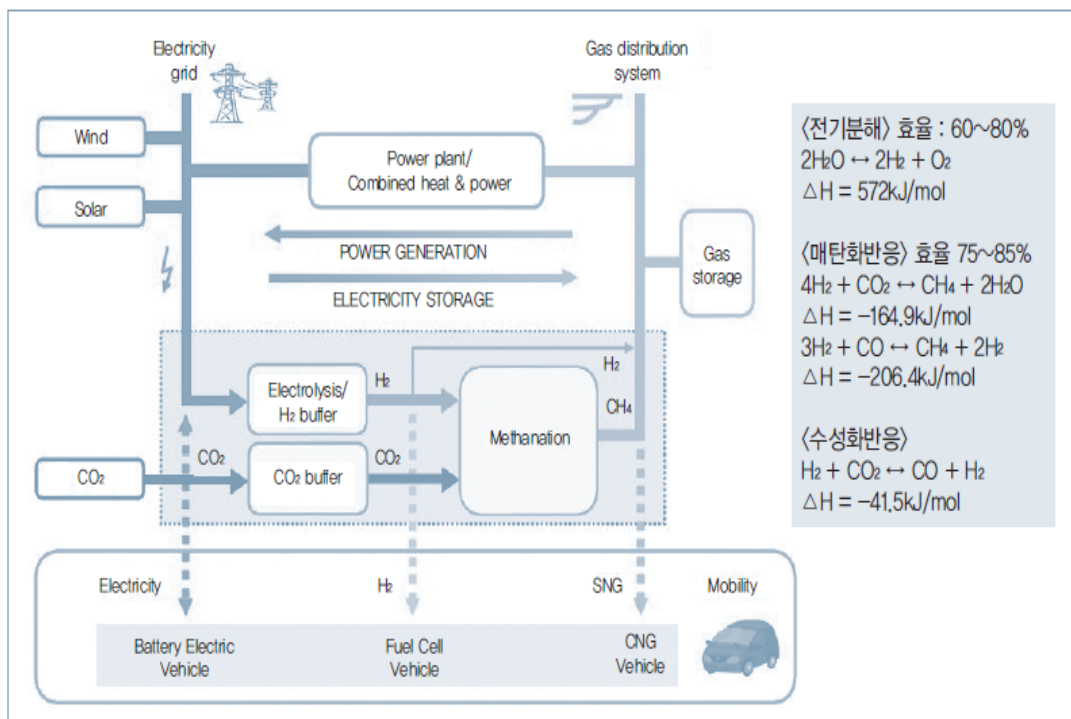 Electricity
grid
Gas distribution
system
Wind
Solar
Power plant/
Combined heat & power
POWER GENERATION
ELECTRICITY STORAGE
Gas
storage
Electrolysis/
H₂ buffer
H₂
H₂
CH₄
Methanation
CO₂
CO₂
CO₂ buffer
CO₂
Electricity
H₂
SNG
Mobility
Battery Electric
Vehicle
Fuel Cell
Vehicle
CNG
Vehicle
〈전기분해〉 효율 : 60~80%
2H₂O ↔ 2H₂ + O₂
△H = 572kJ/mol
〈매탄화반응〉 효율 75~85%
4H₂ + CO₂ ↔ CH₄ + 2H₂O
△H = -164.9kJ/mol
3H₂ + CO ↔ CH₄ + 2H₂
△H = -206.4kJ/mol
〈수성화반응〉
H₂ + CO₂ ↔ CO + H₂
△H = -41.5kJ/mol